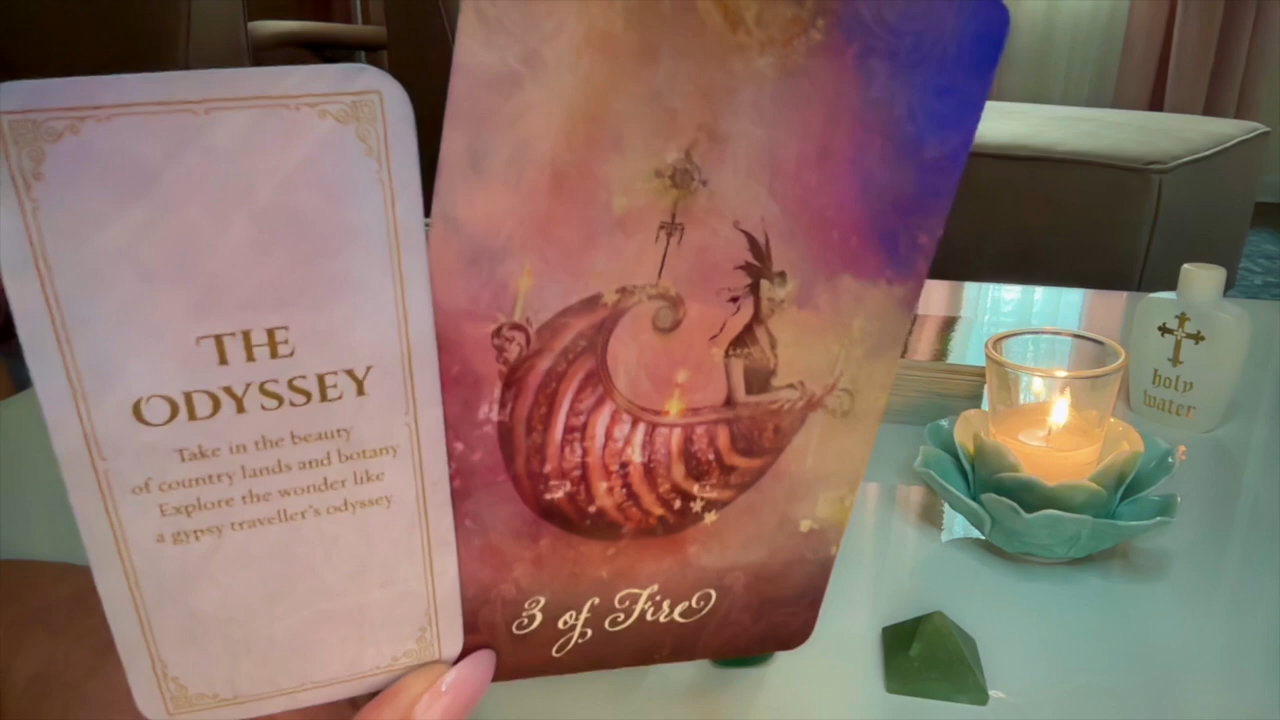 THE
ODYSSEY
Take in the beauty
of country lands and botany
Explore the wonder like
a gypsy traveller's odyssey
3 of Fire
holy
water